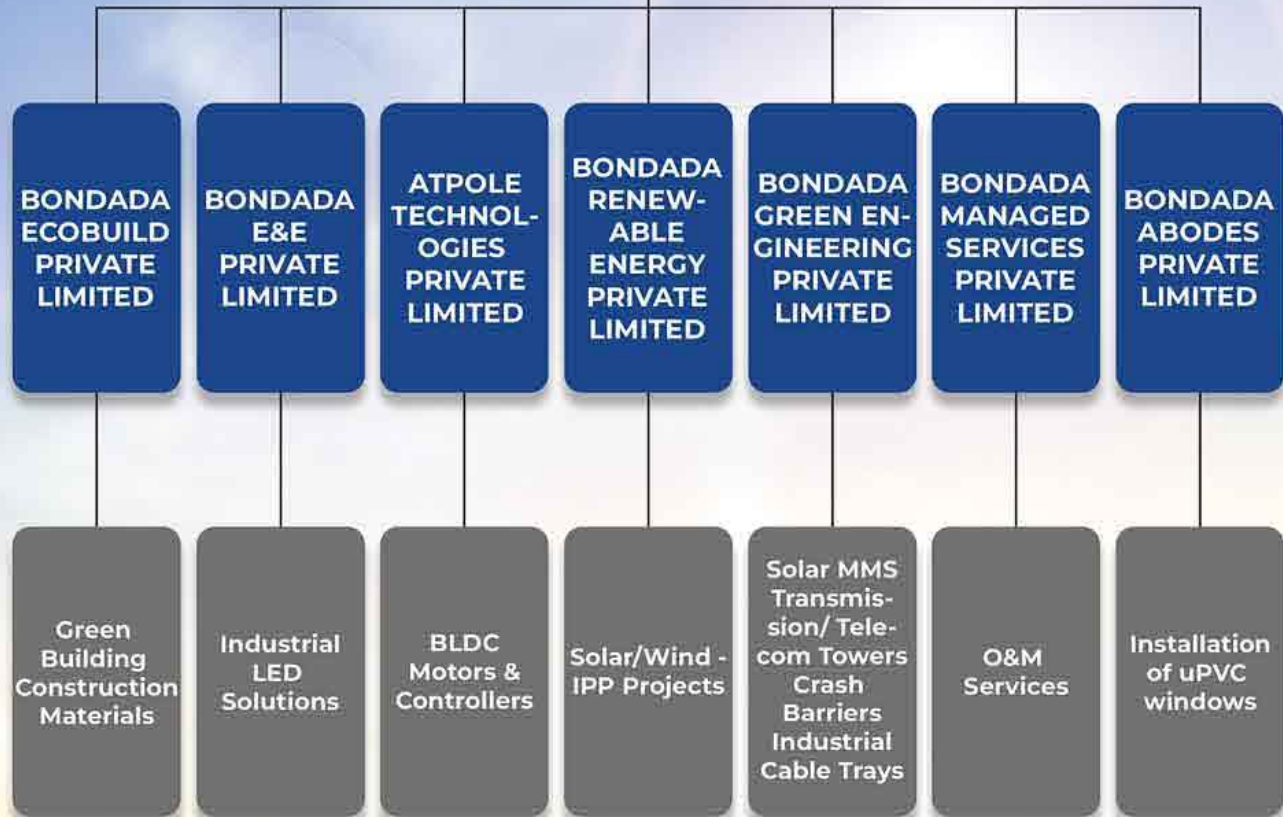 BONDADA
ECOBUILD
PRIVATE
LIMITED
BONDADA
E&E
PRIVATE
LIMITED
ATPOLE
TECHNOL-
OGIES
PRIVATE
LIMITED
BONDADA
RENEW-
ABLE
ENERGY
PRIVATE
LIMITED
BONDADA
GREEN EN-
GINEERING
PRIVATE
LIMITED
BONDADA
MANAGED
SERVICES
PRIVATE
LIMITED
BONDADA
ABODES
PRIVATE
LIMITED
Green
Building
Construction
Materials
Industrial
LED
Solutions
BLDC
Motors &
Controllers
Solar/Wind -
IPP Projects
Solar MMS
Transmis-
sion/ Tele-
com Towers
Crash
Barriers
Industrial
Cable Trays
O&M
Services
Installation
of uPVC
windows